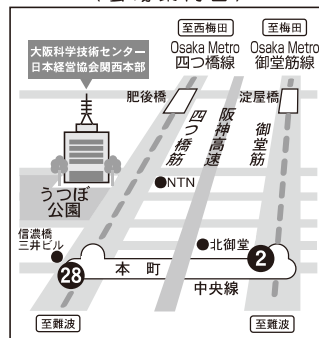 至西梅田
至梅田
Osaka Metro
四つ橋線
Osaka Metro
御堂筋線
大阪科学技術センター
日本経営協会関西本部
肥後橋
淀屋橋
四つ橋筋
阪神高速
御堂筋
うつぼ
公園
NTN
信濃橋
三井ビル
北御堂
28
2
本町
中央線
至難波
至難波